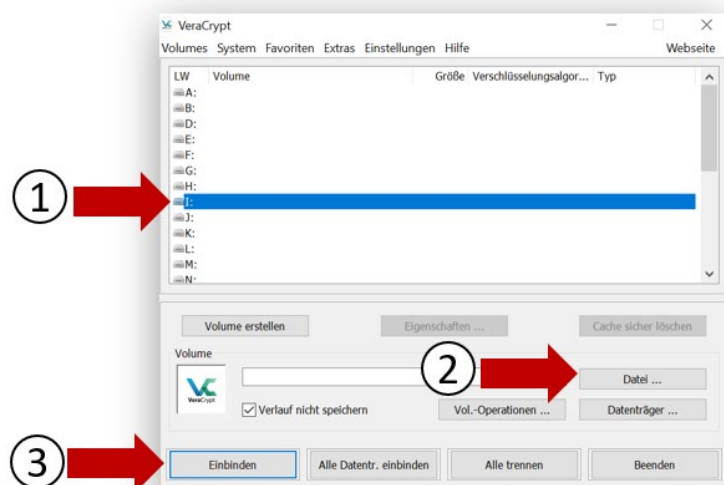 VeraCrypt
Volumes System Favoriten Extras Einstellungen Hilfe Webseite
LW Volume Größe Verschlüsselungsalgor... Typ
A:
B:
D:
E:
F:
G:
H:
1 I:
J:
K:
L:
M:
N:
Volume erstellen Eigenschaften ... Cache sicher löschen
Volume
2 Datei ...
VeraCrypt
Verlauf nicht speichern Vol.-Operationen ... Datenträger ...
3 Einbinden Alle Datentr. einbinden Alle trennen Beenden